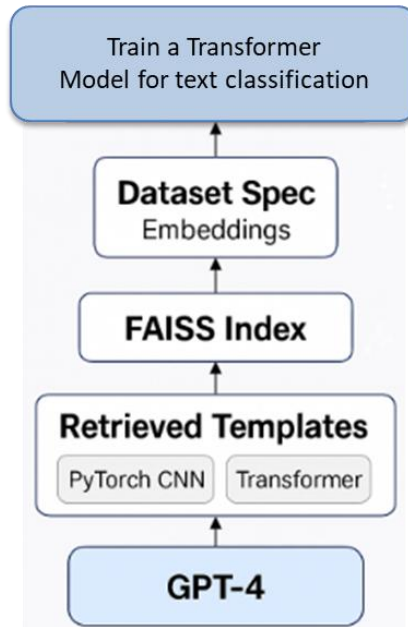 Train a Transformer
Model for text classification
Dataset Spec
Embeddings
FAISS Index
Retrieved Templates
PyTorch CNN Transformer
GPT-4